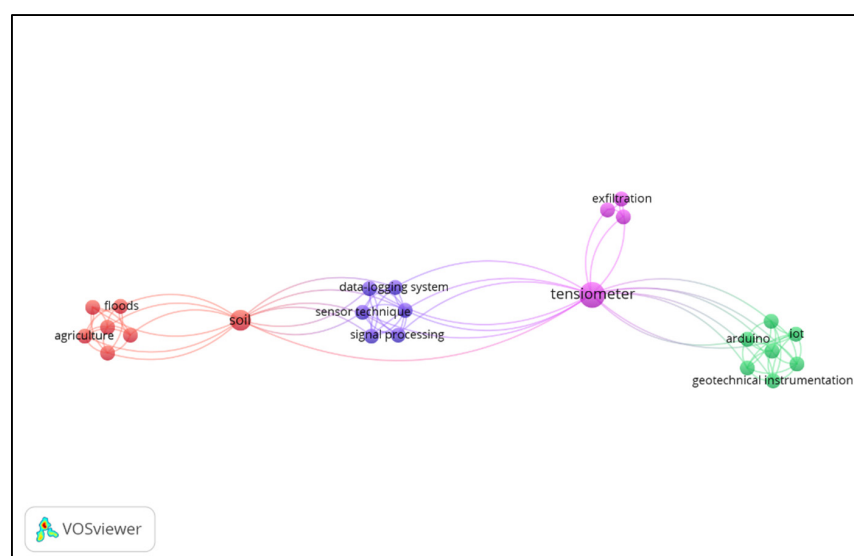 exfiltration
data-logging system
tensiometer
floods
sensor technique
soil
agriculture
signal processing
arduino
iot
geotechnical instrumentation
VOSviewer